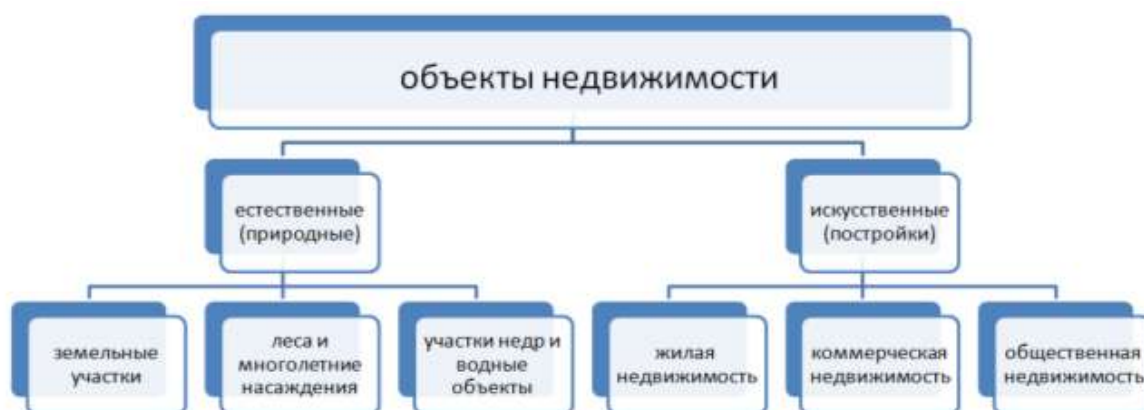 объекты недвижимости
естественные
(природные)
искусственные
(постройки)
земельные
участки
леса и
многолетние
насаждения
участки недр и
водные
объекты
жилая
недвижимость
коммерческая
недвижимость
общественная
недвижимость